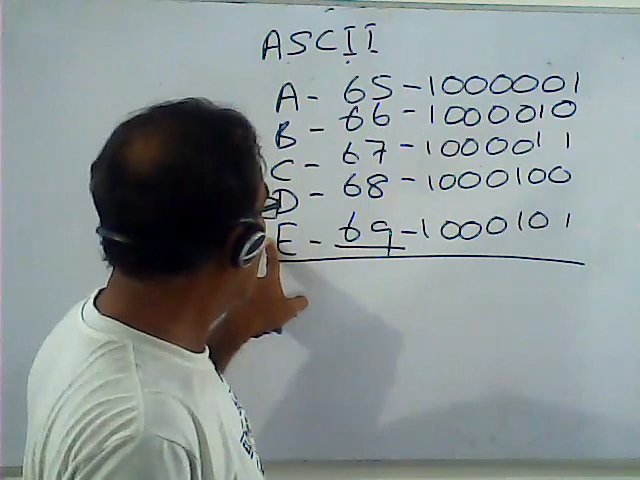 ASCII
A - 65 - 1000001
B - 66 - 1000010
C - 67 - 1000011
D - 68 - 1000100
E - 69 - 1000101